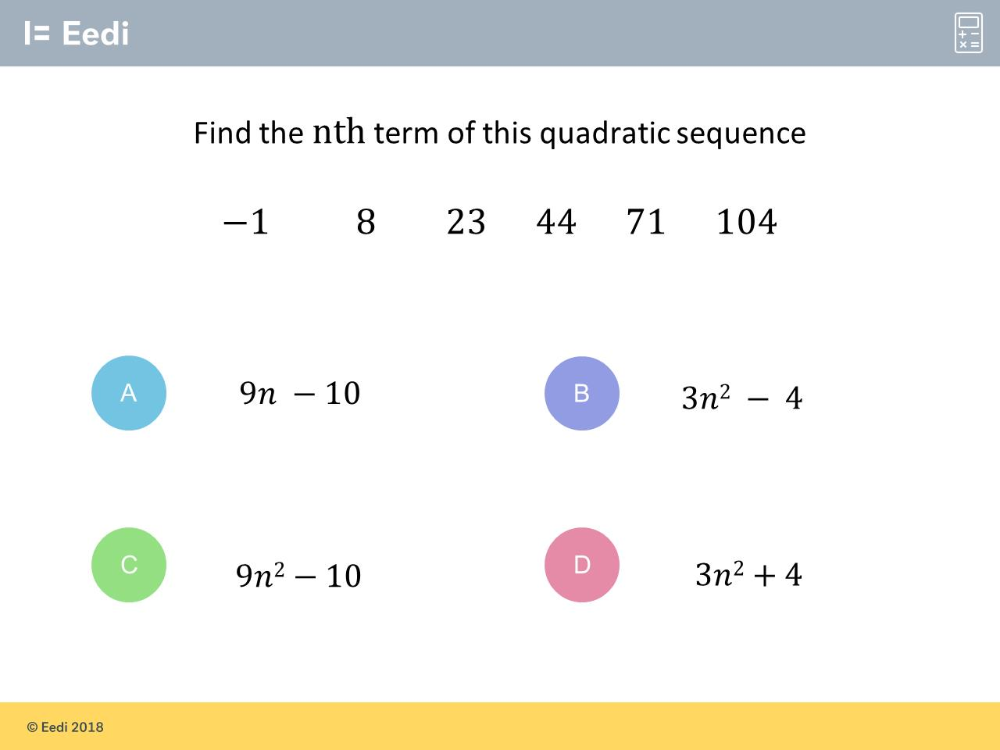 Eedi
Find the nth term of this quadratic sequence
−1 8 23 44 71 104
A 9n − 10
B 3n² − 4
C 9n² − 10
D 3n² + 4
© Eedi 2018